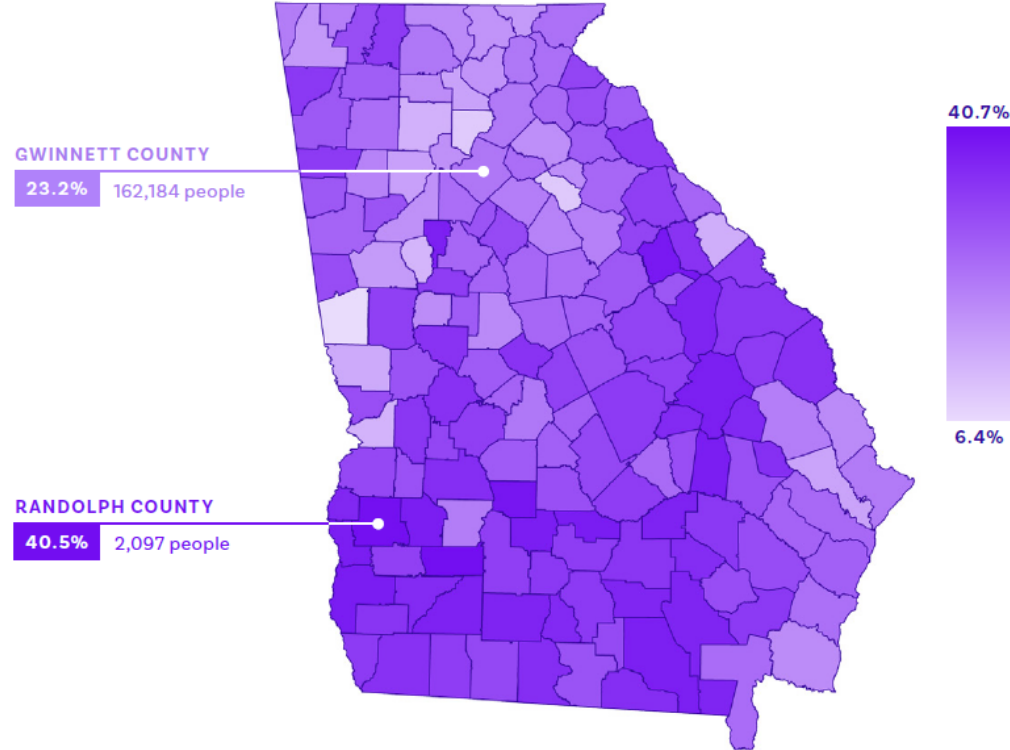 40.7%
GWINNETT COUNTY
23.2% 162,184 people
6.4%
RANDOLPH COUNTY
40.5% 2,097 people